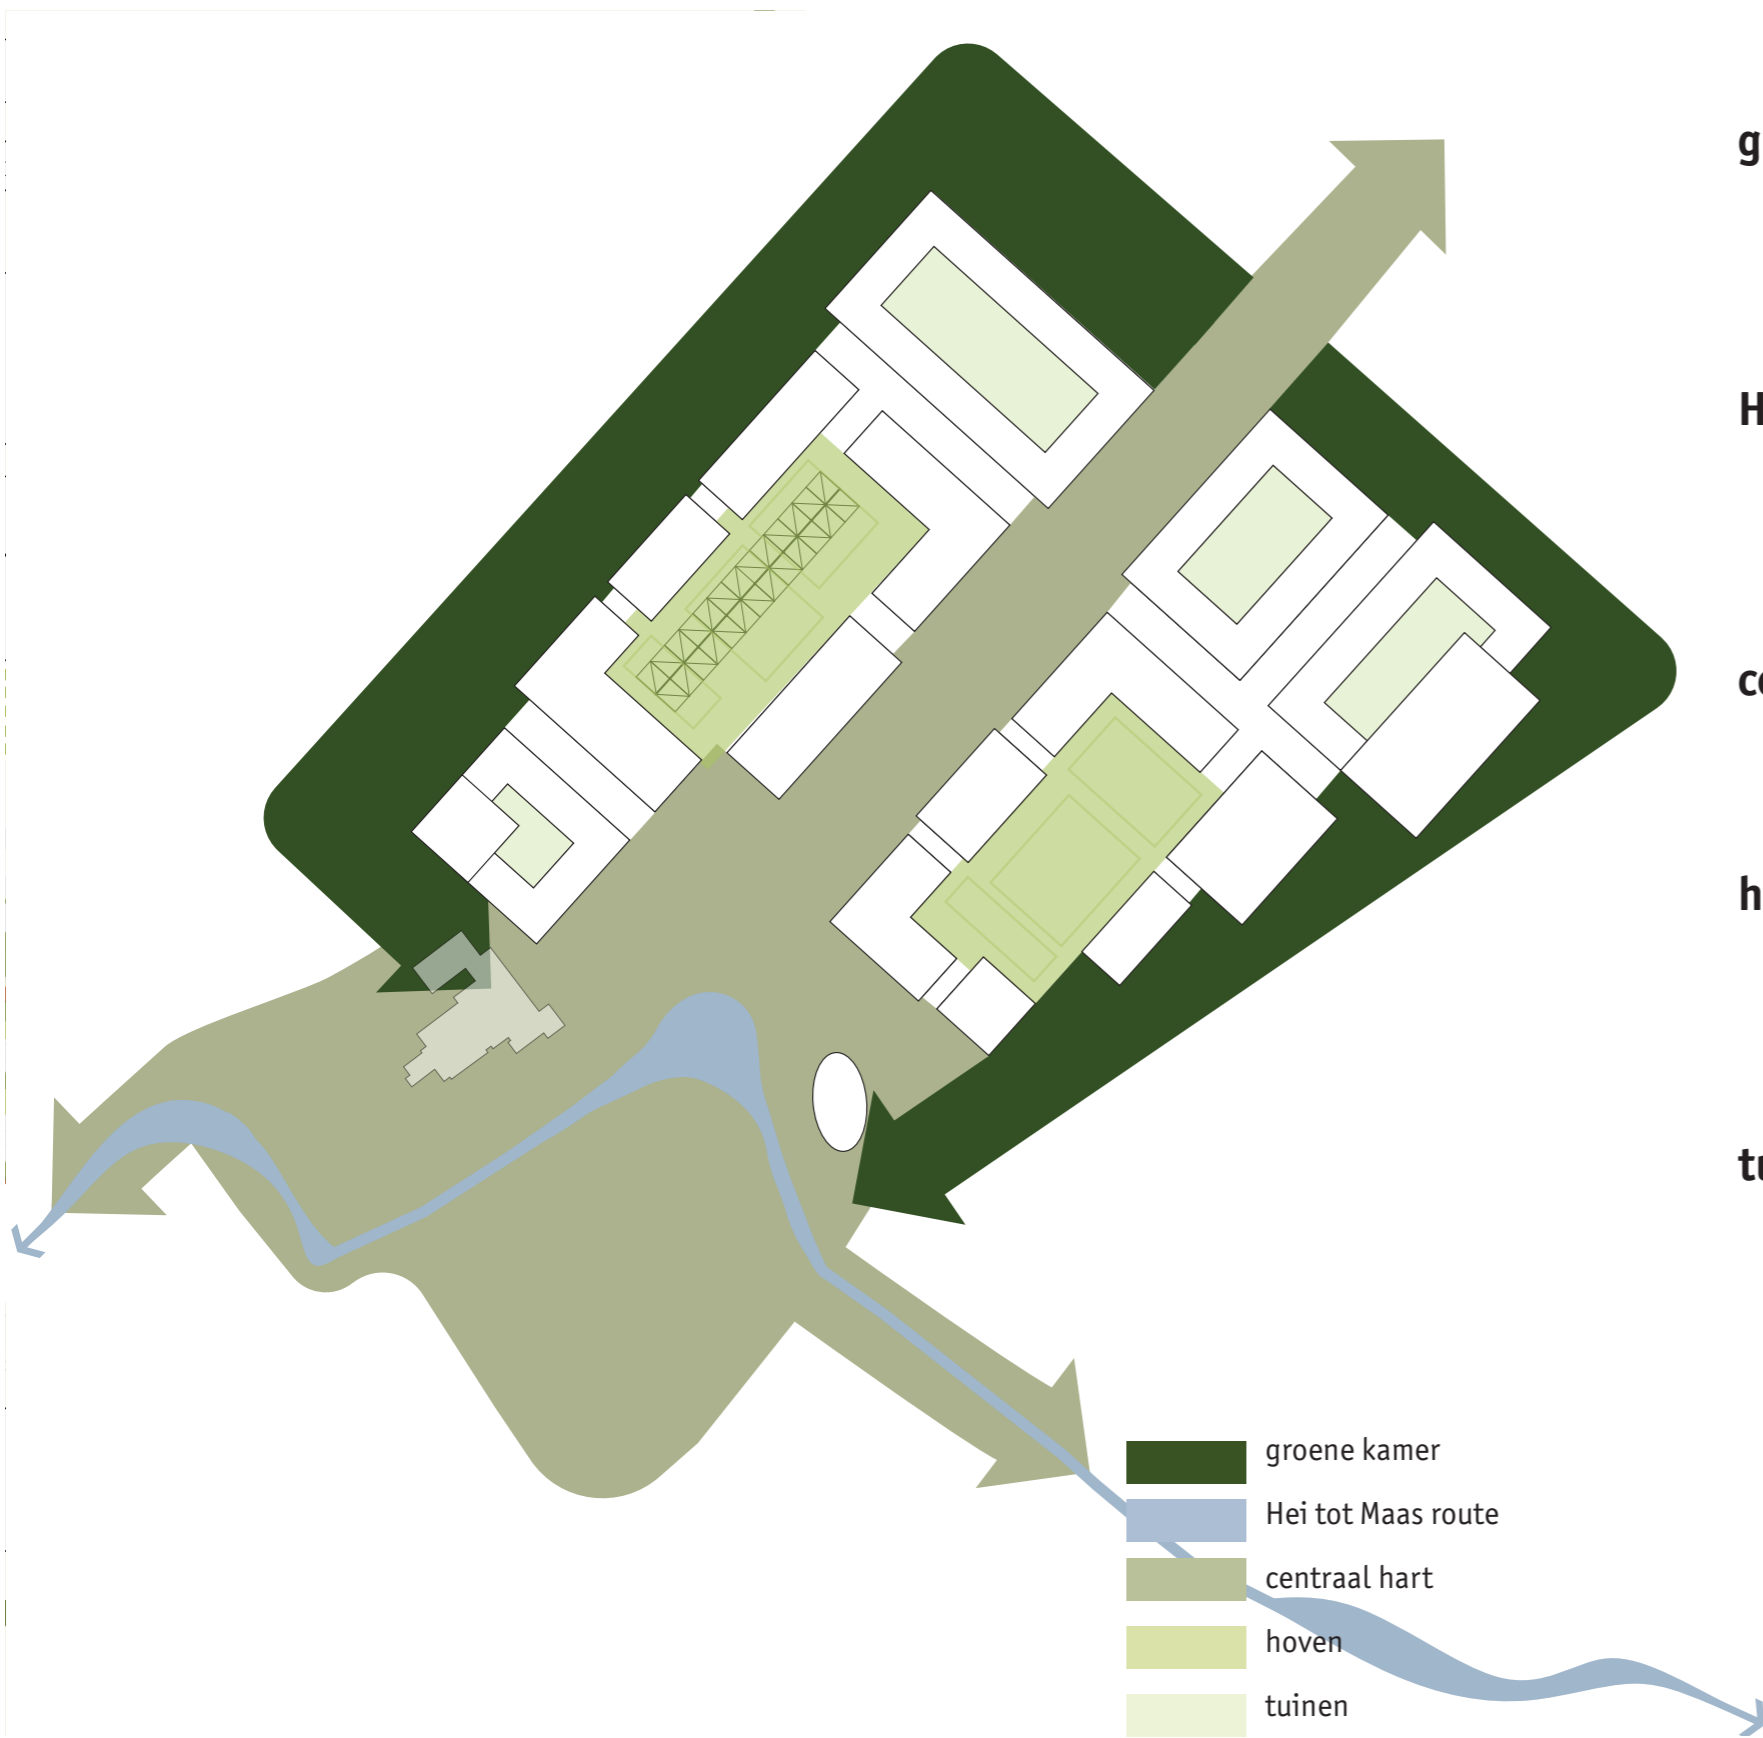 groene kamer
Hei tot Maas route
centraal hart
hoven
tuinen